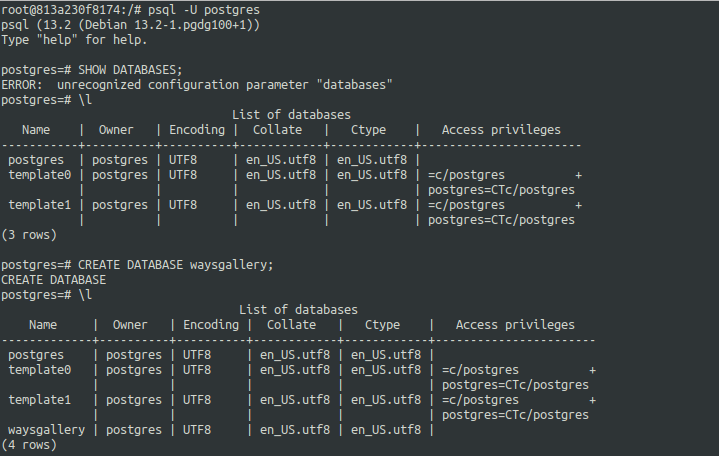 root@813a230f8174:/# psql -U postgres
psql (13.2 (Debian 13.2-1.pgdg100+1))
Type "help" for help.

postgres=# SHOW DATABASES;
ERROR:  unrecognized configuration parameter "databases"
postgres=# \l
                                 List of databases
   Name    |  Owner   | Encoding |  Collate   |   Ctype    |   Access privileges
-----------+----------+----------+------------+------------+-----------------------
 postgres  | postgres | UTF8     | en_US.utf8 | en_US.utf8 |
 template0 | postgres | UTF8     | en_US.utf8 | en_US.utf8 | =c/postgres          +
           |          |          |            |            | postgres=CTc/postgres
 template1 | postgres | UTF8     | en_US.utf8 | en_US.utf8 | =c/postgres          +
           |          |          |            |            | postgres=CTc/postgres
(3 rows)

postgres=# CREATE DATABASE waysgallery;
CREATE DATABASE
postgres=# \l
                                  List of databases
    Name     |  Owner   | Encoding |  Collate   |   Ctype    |   Access privileges
-------------+----------+----------+------------+------------+-----------------------
 postgres    | postgres | UTF8     | en_US.utf8 | en_US.utf8 |
 template0   | postgres | UTF8     | en_US.utf8 | en_US.utf8 | =c/postgres          +
             |          |          |            |            | postgres=CTc/postgres
 template1   | postgres | UTF8     | en_US.utf8 | en_US.utf8 | =c/postgres          +
             |          |          |            |            | postgres=CTc/postgres
 waysgallery | postgres | UTF8     | en_US.utf8 | en_US.utf8 |
(4 rows)